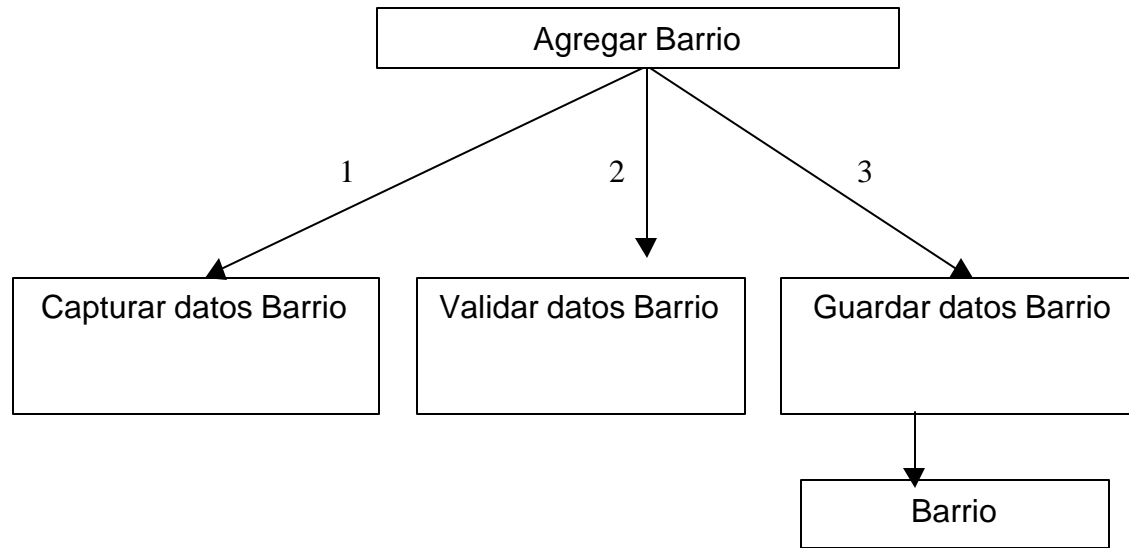 Agregar Barrio
1
2
3
Capturar datos Barrio
Validar datos Barrio
Guardar datos Barrio
Barrio